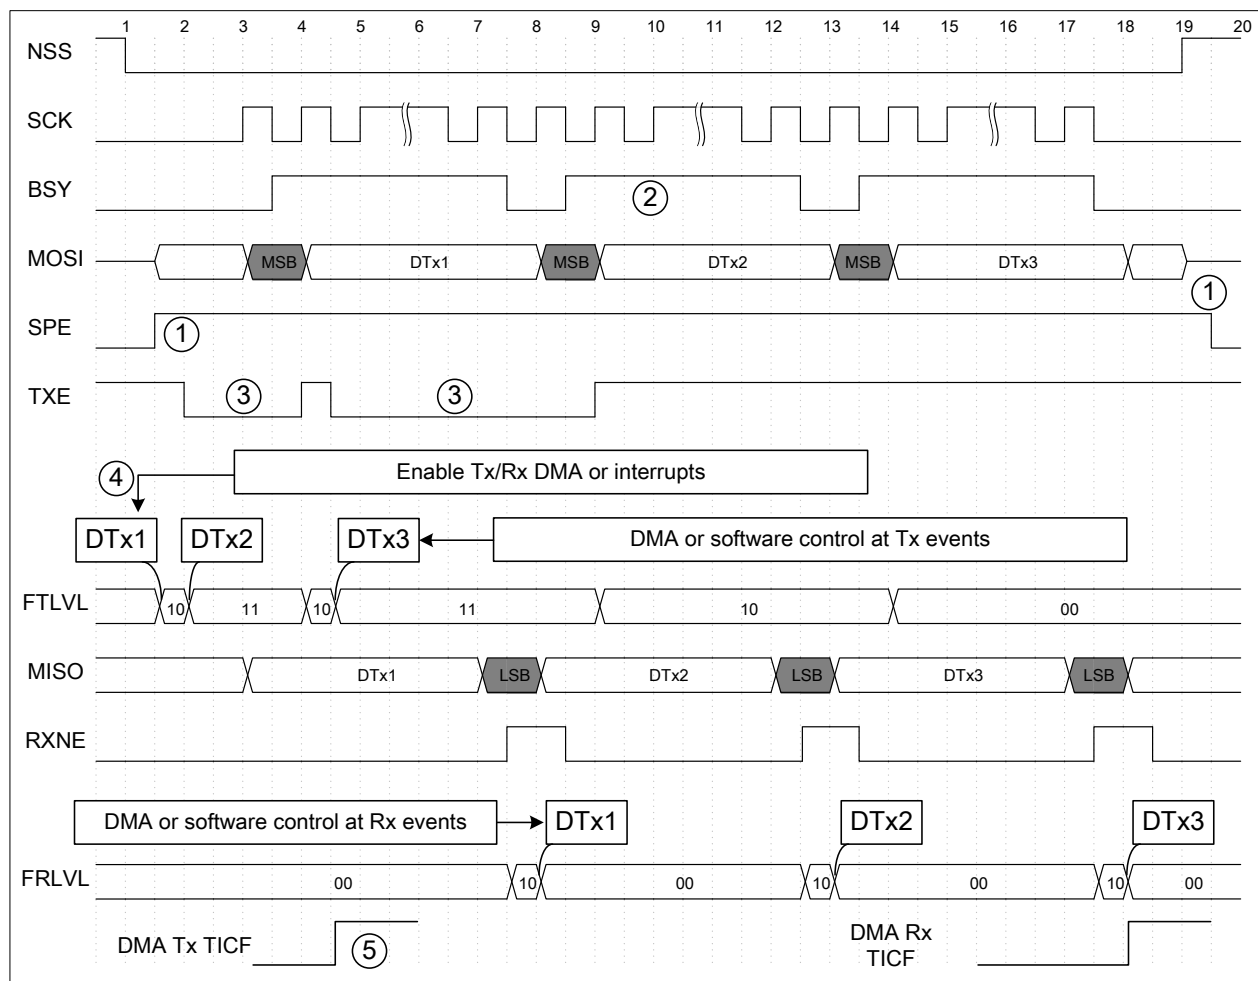 1 2 3 4 5 6 7 8 9 10 11 12 13 14 15 16 17 18 19 20
NSS
SCK
BSY
2
MOSI
MSB DTx1 MSB DTx2 MSB DTx3
1
SPE
1
TXE
3 3
4
Enable Tx/Rx DMA or interrupts
DTx1 DTx2 DTx3
DMA or software control at Tx events
FTLVL
10 11 10 11 10 00
MISO
DTx1 LSB DTx2 LSB DTx3 LSB
RXNE
DMA or software control at Rx events
DTx1 DTx2 DTx3
FRLVL
00 10 00 10 00 10 00
DMA Tx TICF
5
DMA Rx
TICF